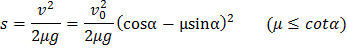 s = v²/2μg = v₀²/2μg (cosα − μsinα)²   (μ ≤ cotα)